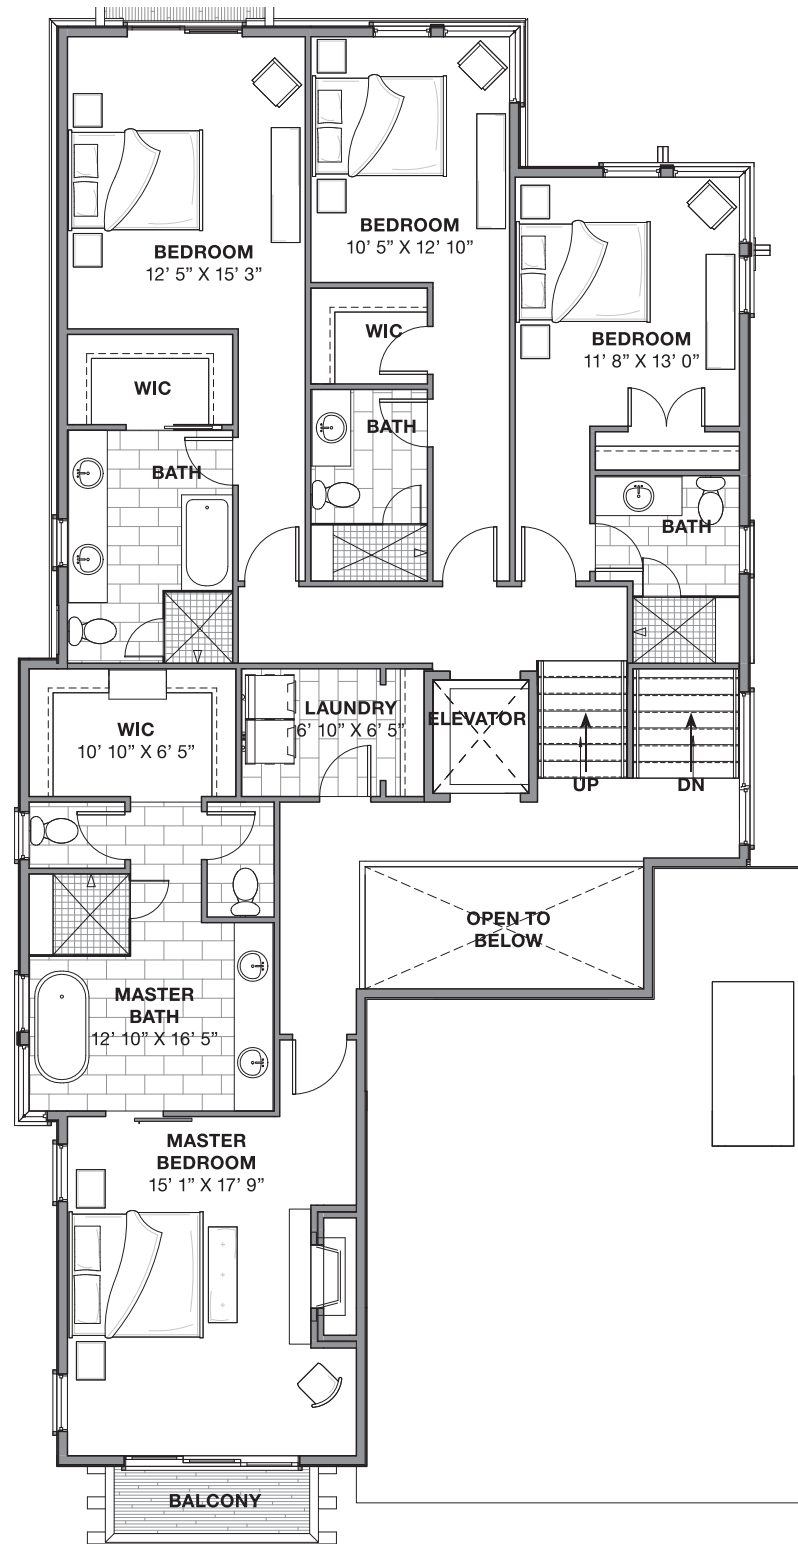 BEDROOM
12’ 5” X 15’ 3”
BEDROOM
10’ 5” X 12’ 10”
BEDROOM
11’ 8” X 13’ 0”
WIC
WIC
BATH
BATH
BATH
WIC
10’ 10” X 6’ 5”
LAUNDRY
6’ 10” X 6’ 5”
ELEVATOR
UP
DN
OPEN TO
BELOW
MASTER
BATH
12’ 10” X 16’ 5”
MASTER
BEDROOM
15’ 1” X 17’ 9”
BALCONY